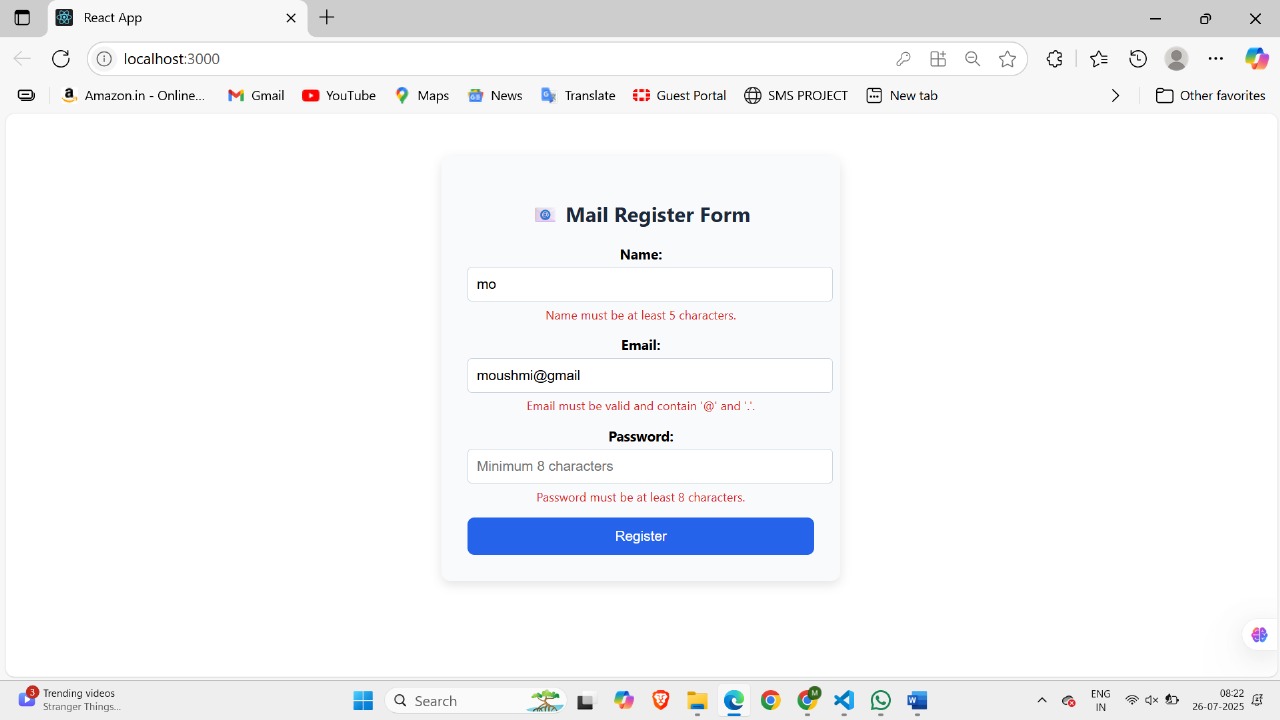 React App
localhost:3000
Amazon.in - Online... Gmail YouTube Maps News Translate Guest Portal SMS PROJECT New tab Other favorites
Mail Register Form
Name:
mo
Name must be at least 5 characters.
Email:
moushmi@gmail
Email must be valid and contain '@' and '.'.
Password:
Minimum 8 characters
Password must be at least 8 characters.
Register
3 Trending videos
Stranger Things...
Search
M
ENG
IN
08:22
26-07-2025